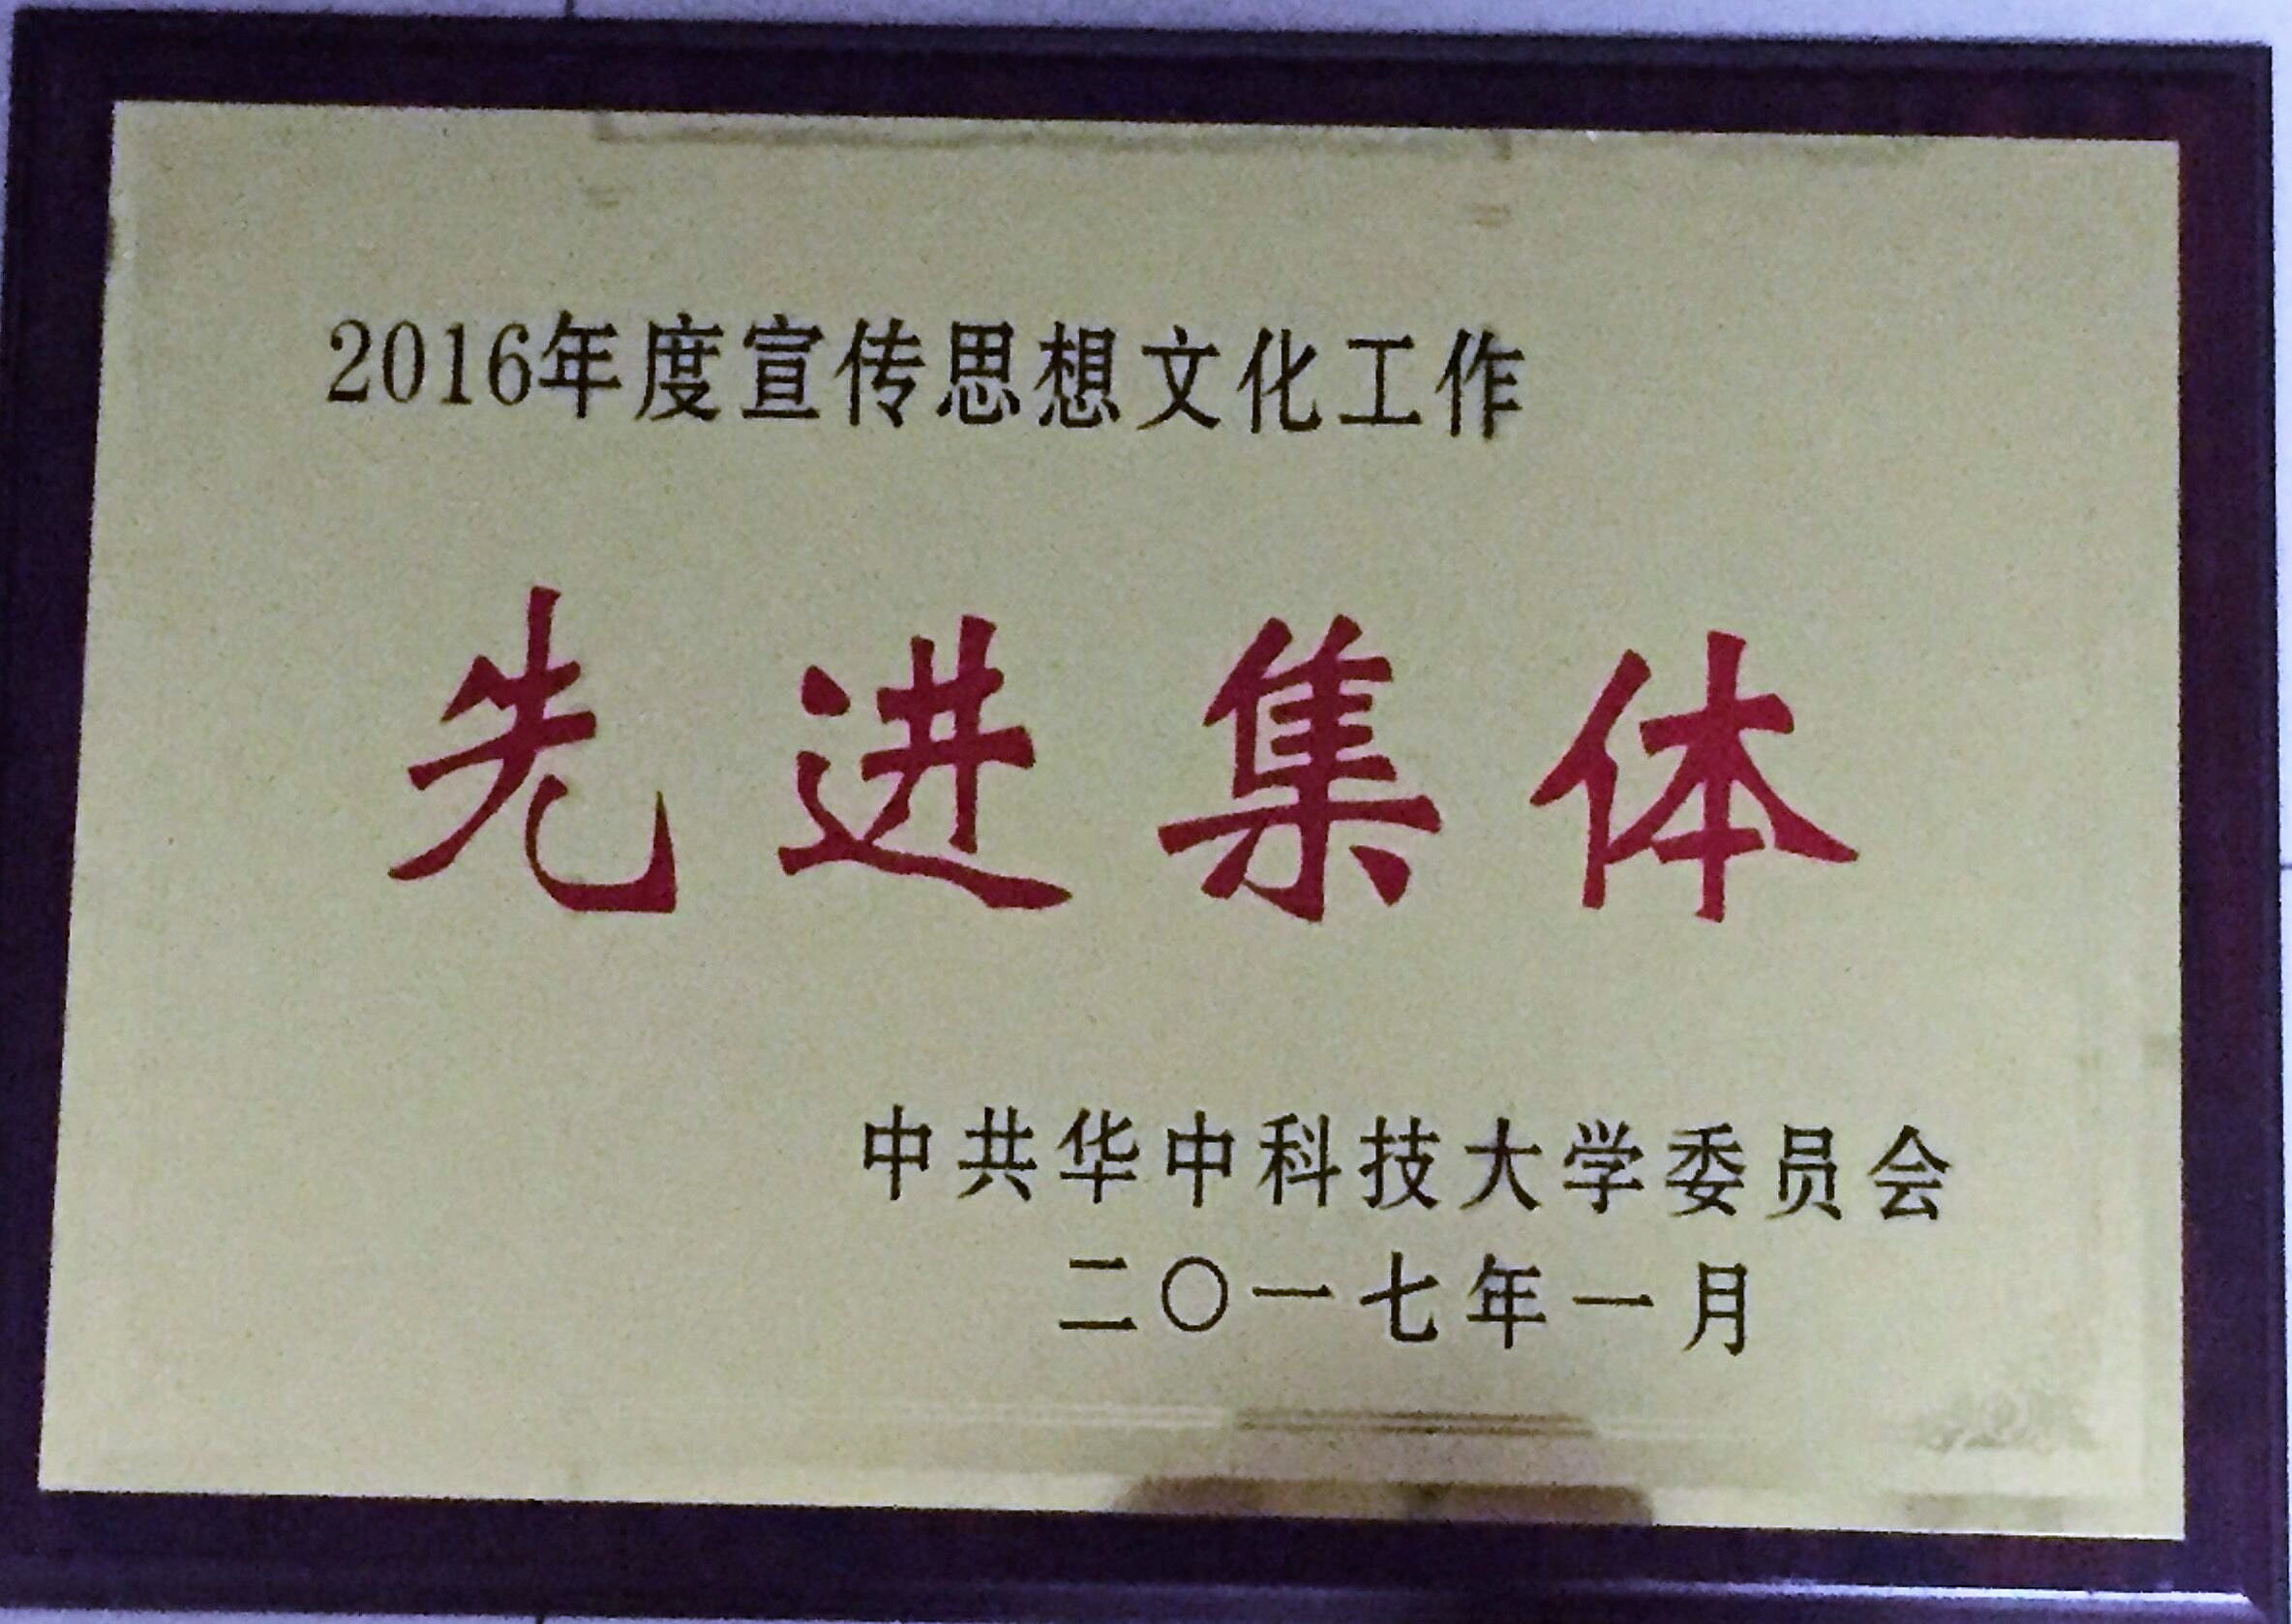 2016年度宣传思想文化工作
先进集体
中共华中科技大学委员会
二〇一七年一月